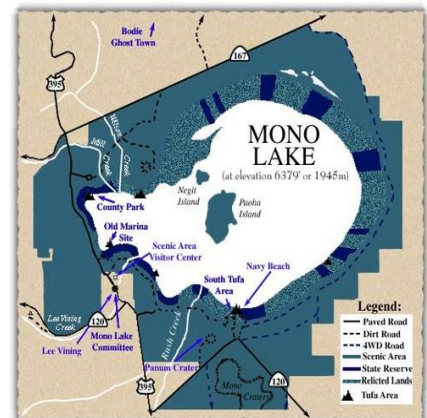 Bodie
Ghost Town
167
395
395
Mill
Creek
Wilson
Creek
MONO
LAKE
(at elevation 6379' or 1945m)
Negit
Island
Paoha
Island
County Park
Old Marina
Site
Scenic Area
Visitor Center
Navy Beach
South Tufa
Area
Lee Vining
Creek
120
Mono Lake
Committee
Lee Vining
Rush Creek
Panum Crater
Mono
Craters
120
395
Legend:
Paved Road
Dirt Road
4WD Road
Scenic Area
State Reserve
Relicted Lands
Tufa Area